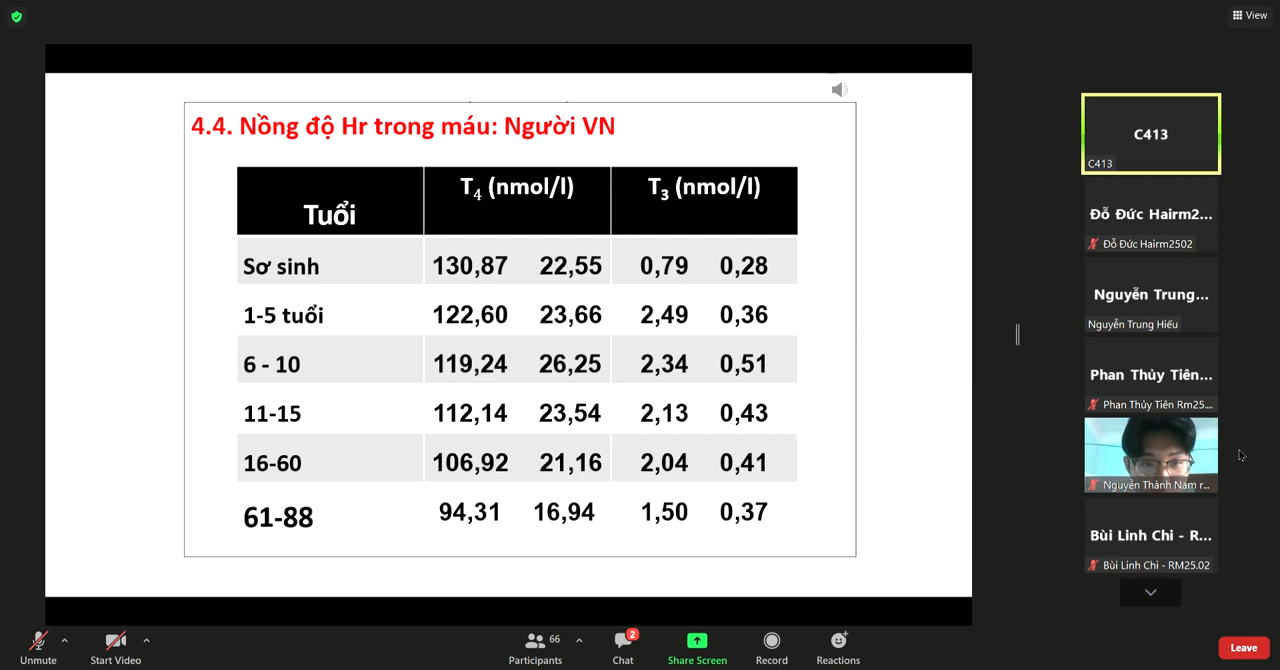 View
4.4. Nồng độ Hr trong máu: Người VN
Tuổi T₄ (nmol/l) T₃ (nmol/l)
Sơ sinh 130,87 22,55 0,79 0,28
1-5 tuổi 122,60 23,66 2,49 0,36
6 - 10 119,24 26,25 2,34 0,51
11-15 112,14 23,54 2,13 0,43
16-60 106,92 21,16 2,04 0,41
61-88 94,31 16,94 1,50 0,37
C413
C413
Đỗ Đức Hairm2...
Đỗ Đức Hairm2502
Nguyễn Trung...
Nguyễn Trung Hiếu
Phan Thủy Tiên...
Phan Thủy Tiên Rm25....
Nguyễn Thành Nam r...
Bùi Linh Chi - R...
Bùi Linh Chi - RM25.02
Unmute
Start Video
66
Participants
2
Chat
Share Screen
Record
Reactions
Leave